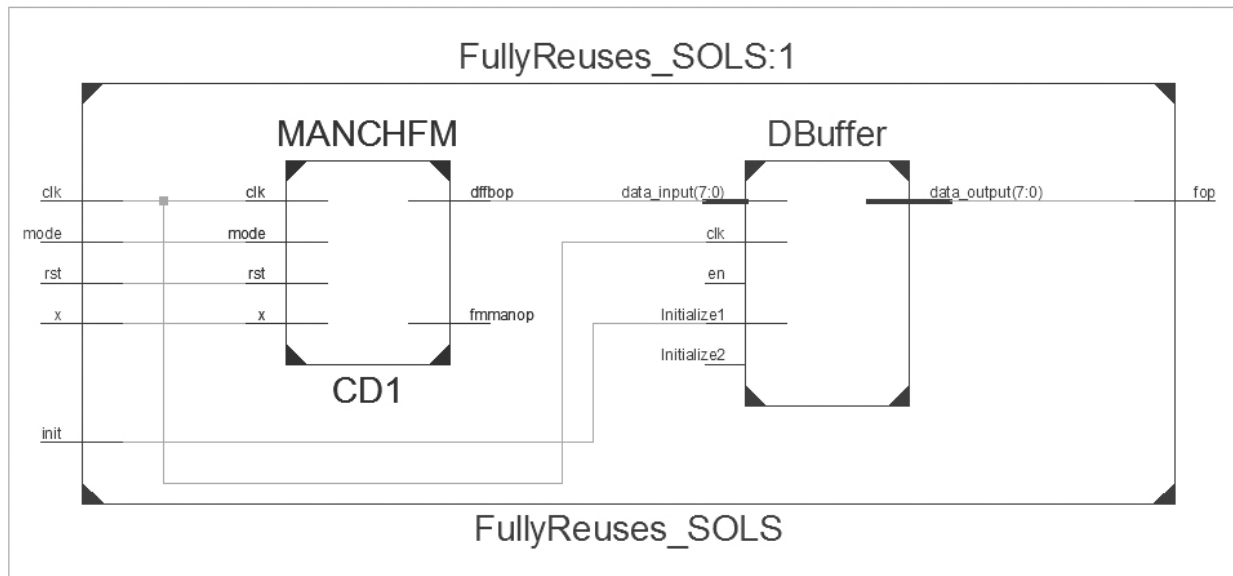 FullyReuses_SOLS:1
MANCHFM
DBuffer
clk
clk
dffbop
data_input(7:0)
data_output(7:0)
fop
mode
mode
clk
rst
rst
en
x
x
fmmanop
Initialize1
Initialize2
CD1
init
FullyReuses_SOLS